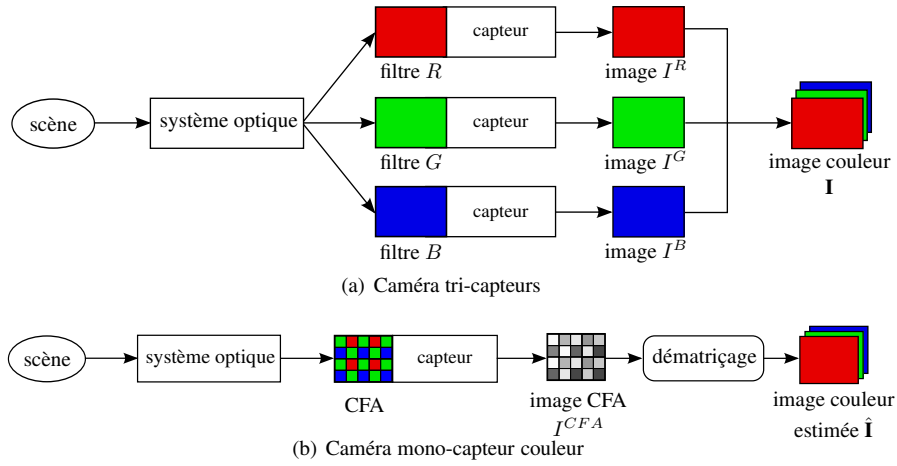 capteur
filtre R
image I^R
scène
système optique
capteur
filtre G
image I^G
image couleur
I
capteur
filtre B
image I^B
(a) Caméra tri-capteurs
scène
système optique
CFA
capteur
image CFA
I^{CFA}
dématriçage
image couleur
estimée Î
(b) Caméra mono-capteur couleur